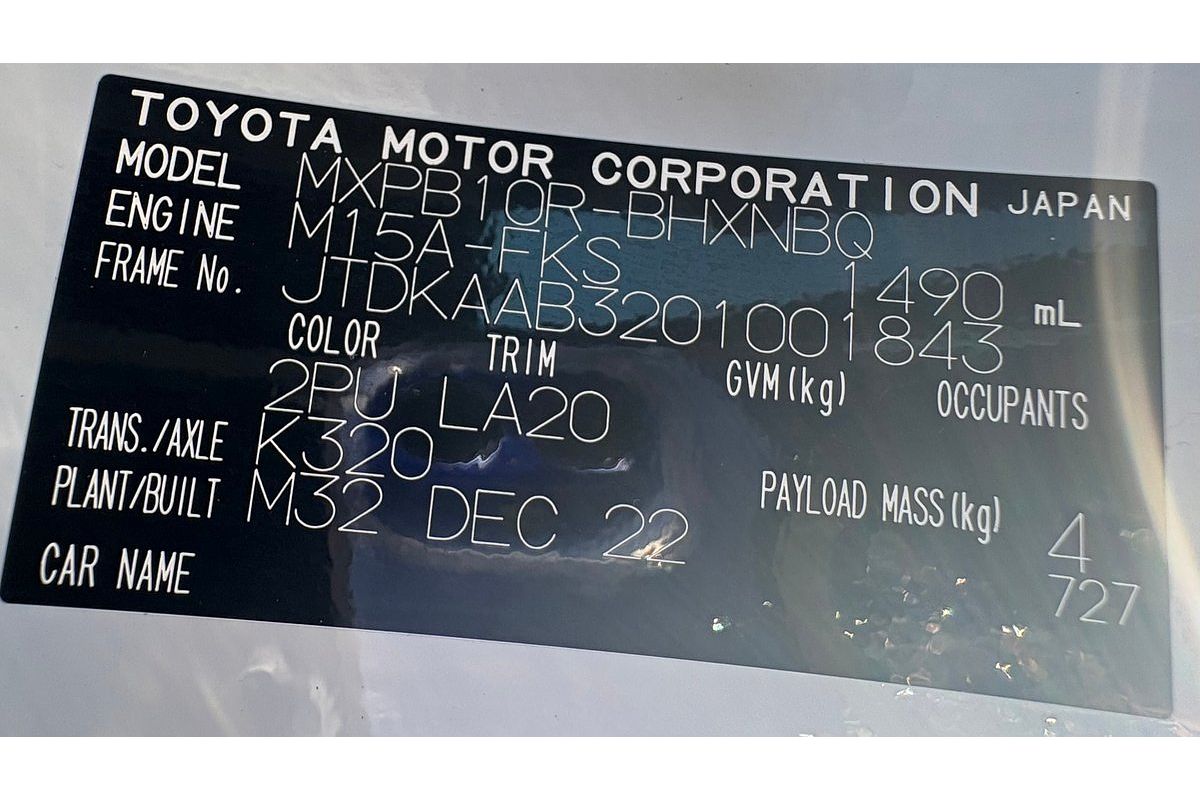 TOYOTA MOTOR CORPORATION JAPAN
MODEL MXPB10R-BHXNBQ
ENGINE M15A-FKS 1490 mL
FRAME No. JTDKAAB3201001843
COLOR TRIM GVM(kg) OCCUPANTS
2PU LA20
TRANS./AXLE K320 PAYLOAD MASS(kg) 4
PLANT/BUILT M32 DEC 22 727
CAR NAME